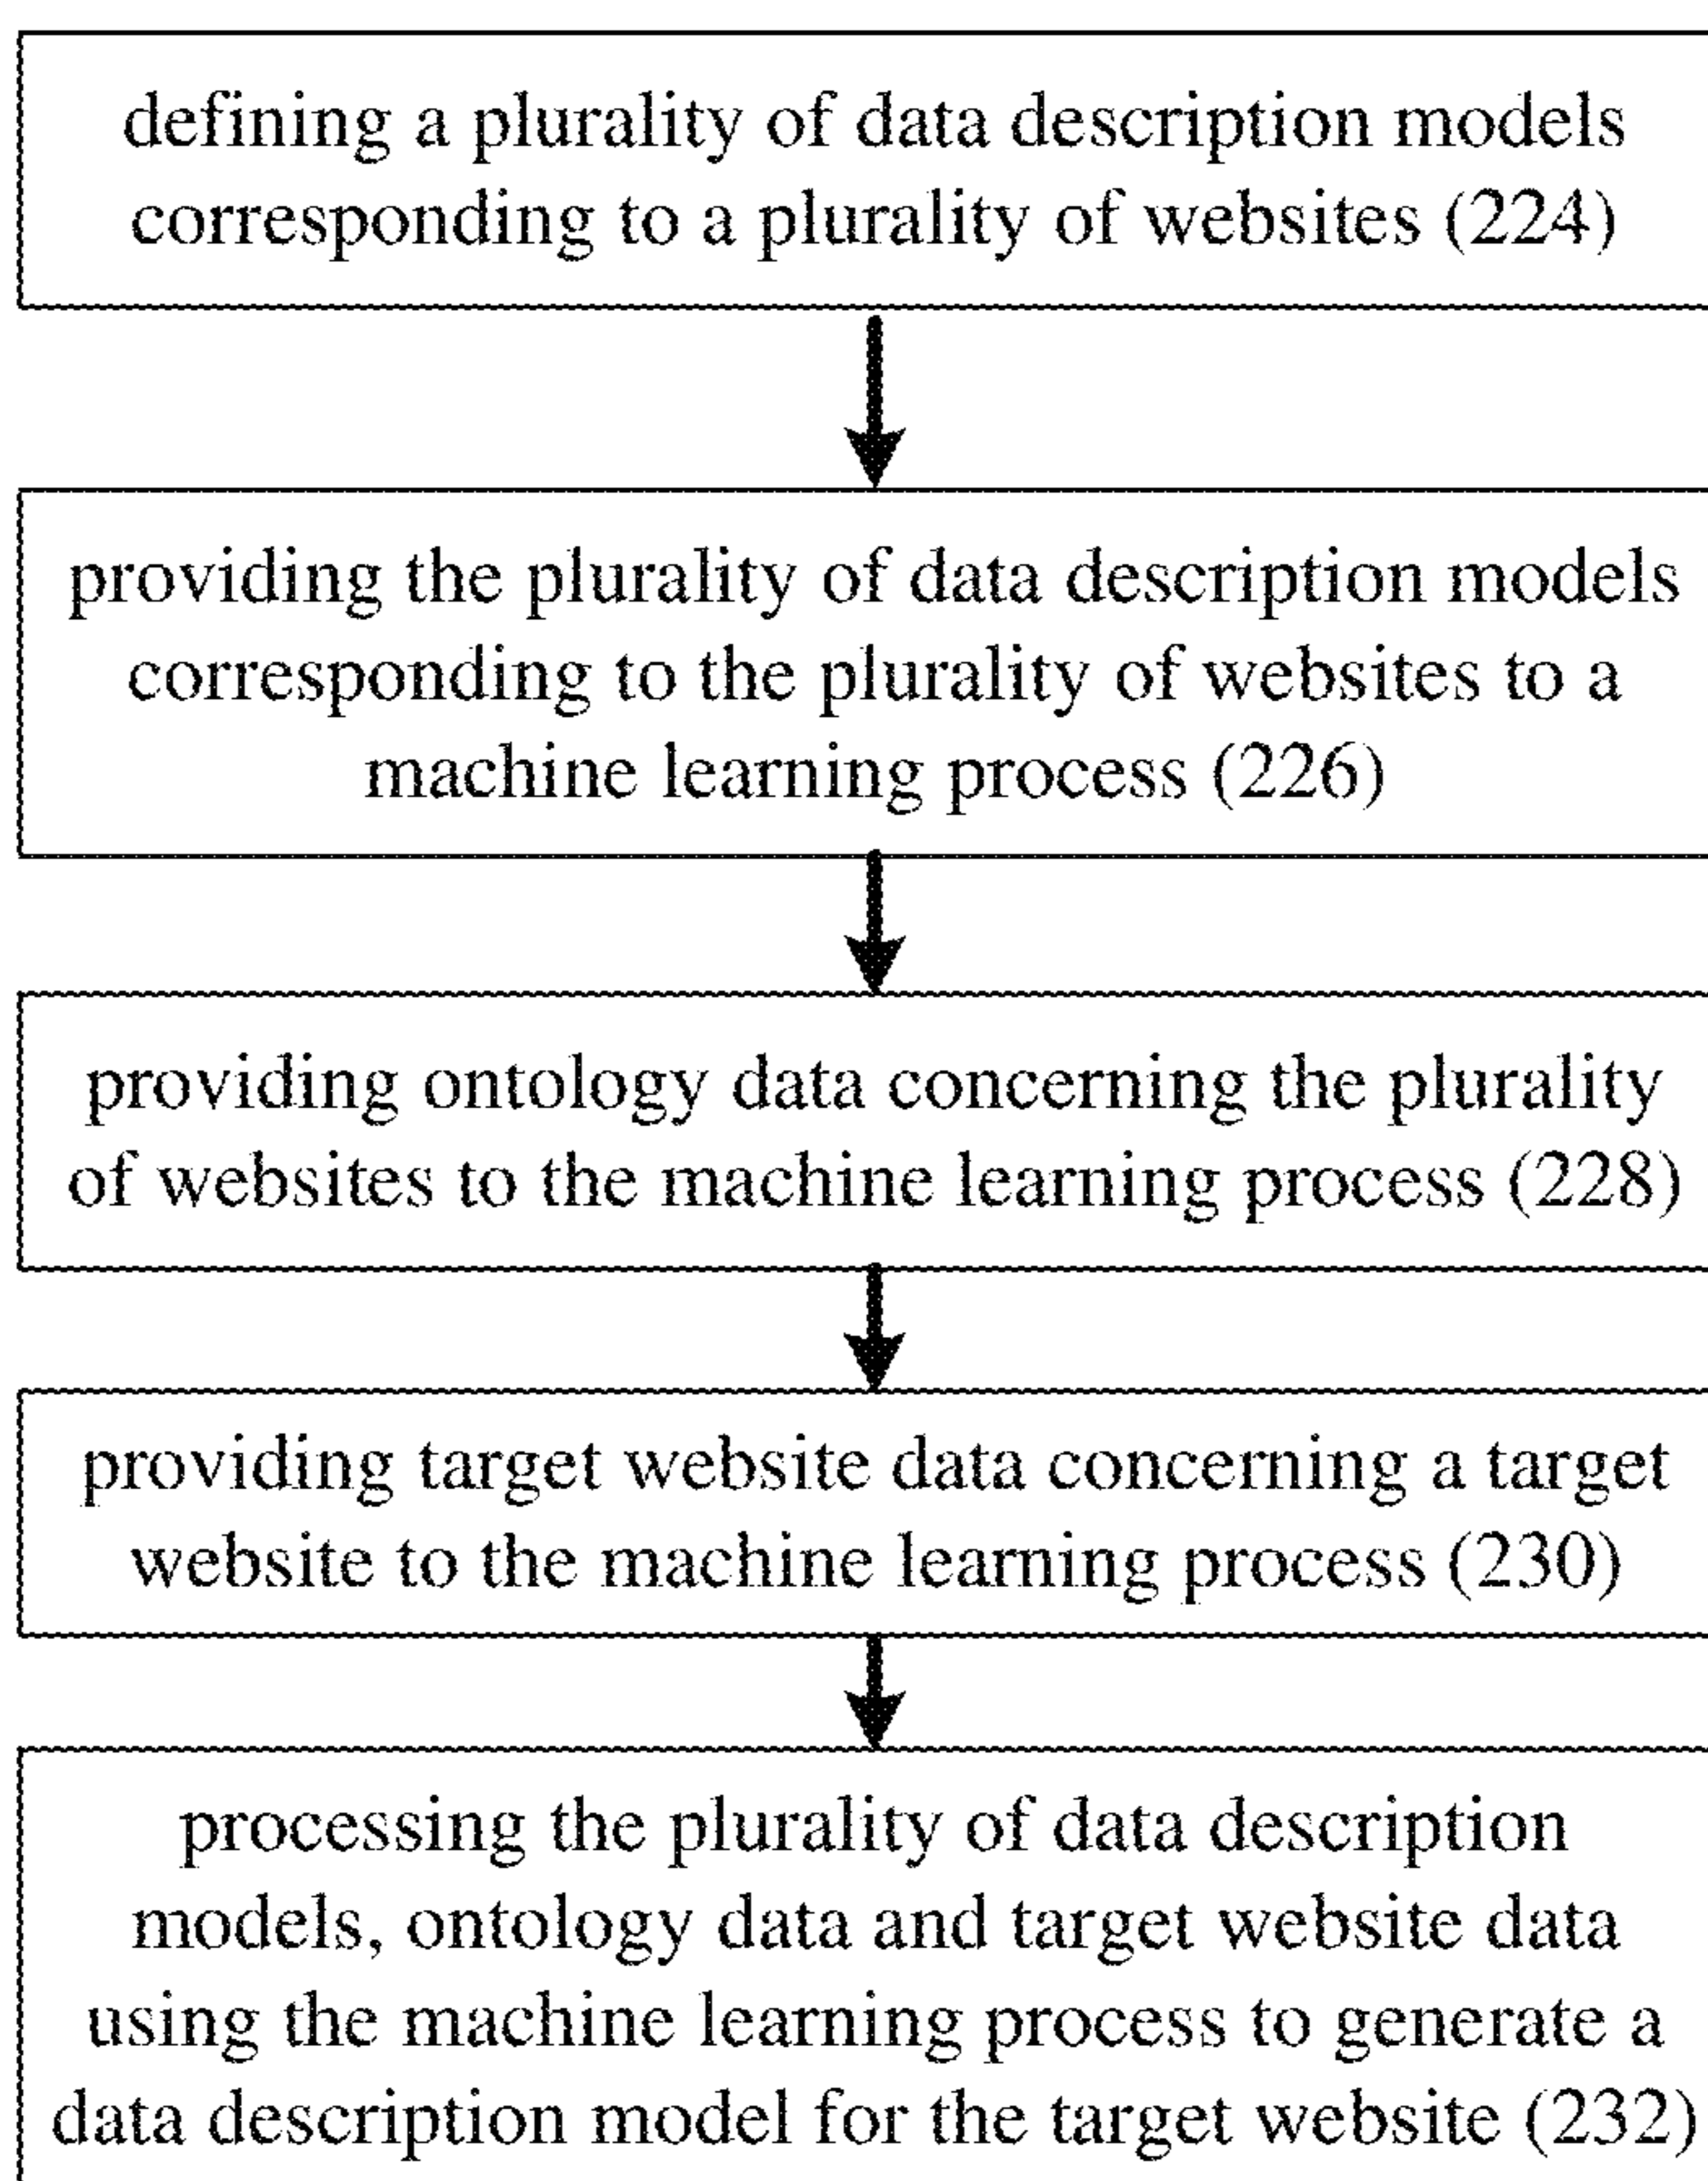 defining a plurality of data description models
corresponding to a plurality of websites (224)
providing the plurality of data description models
corresponding to the plurality of websites to a
machine learning process (226)
providing ontology data concerning the plurality
of websites to the machine learning process (228)
providing target website data concerning a target
website to the machine learning process (230)
processing the plurality of data description
models, ontology data and target website data
using the machine learning process to generate a
data description model for the target website (232)